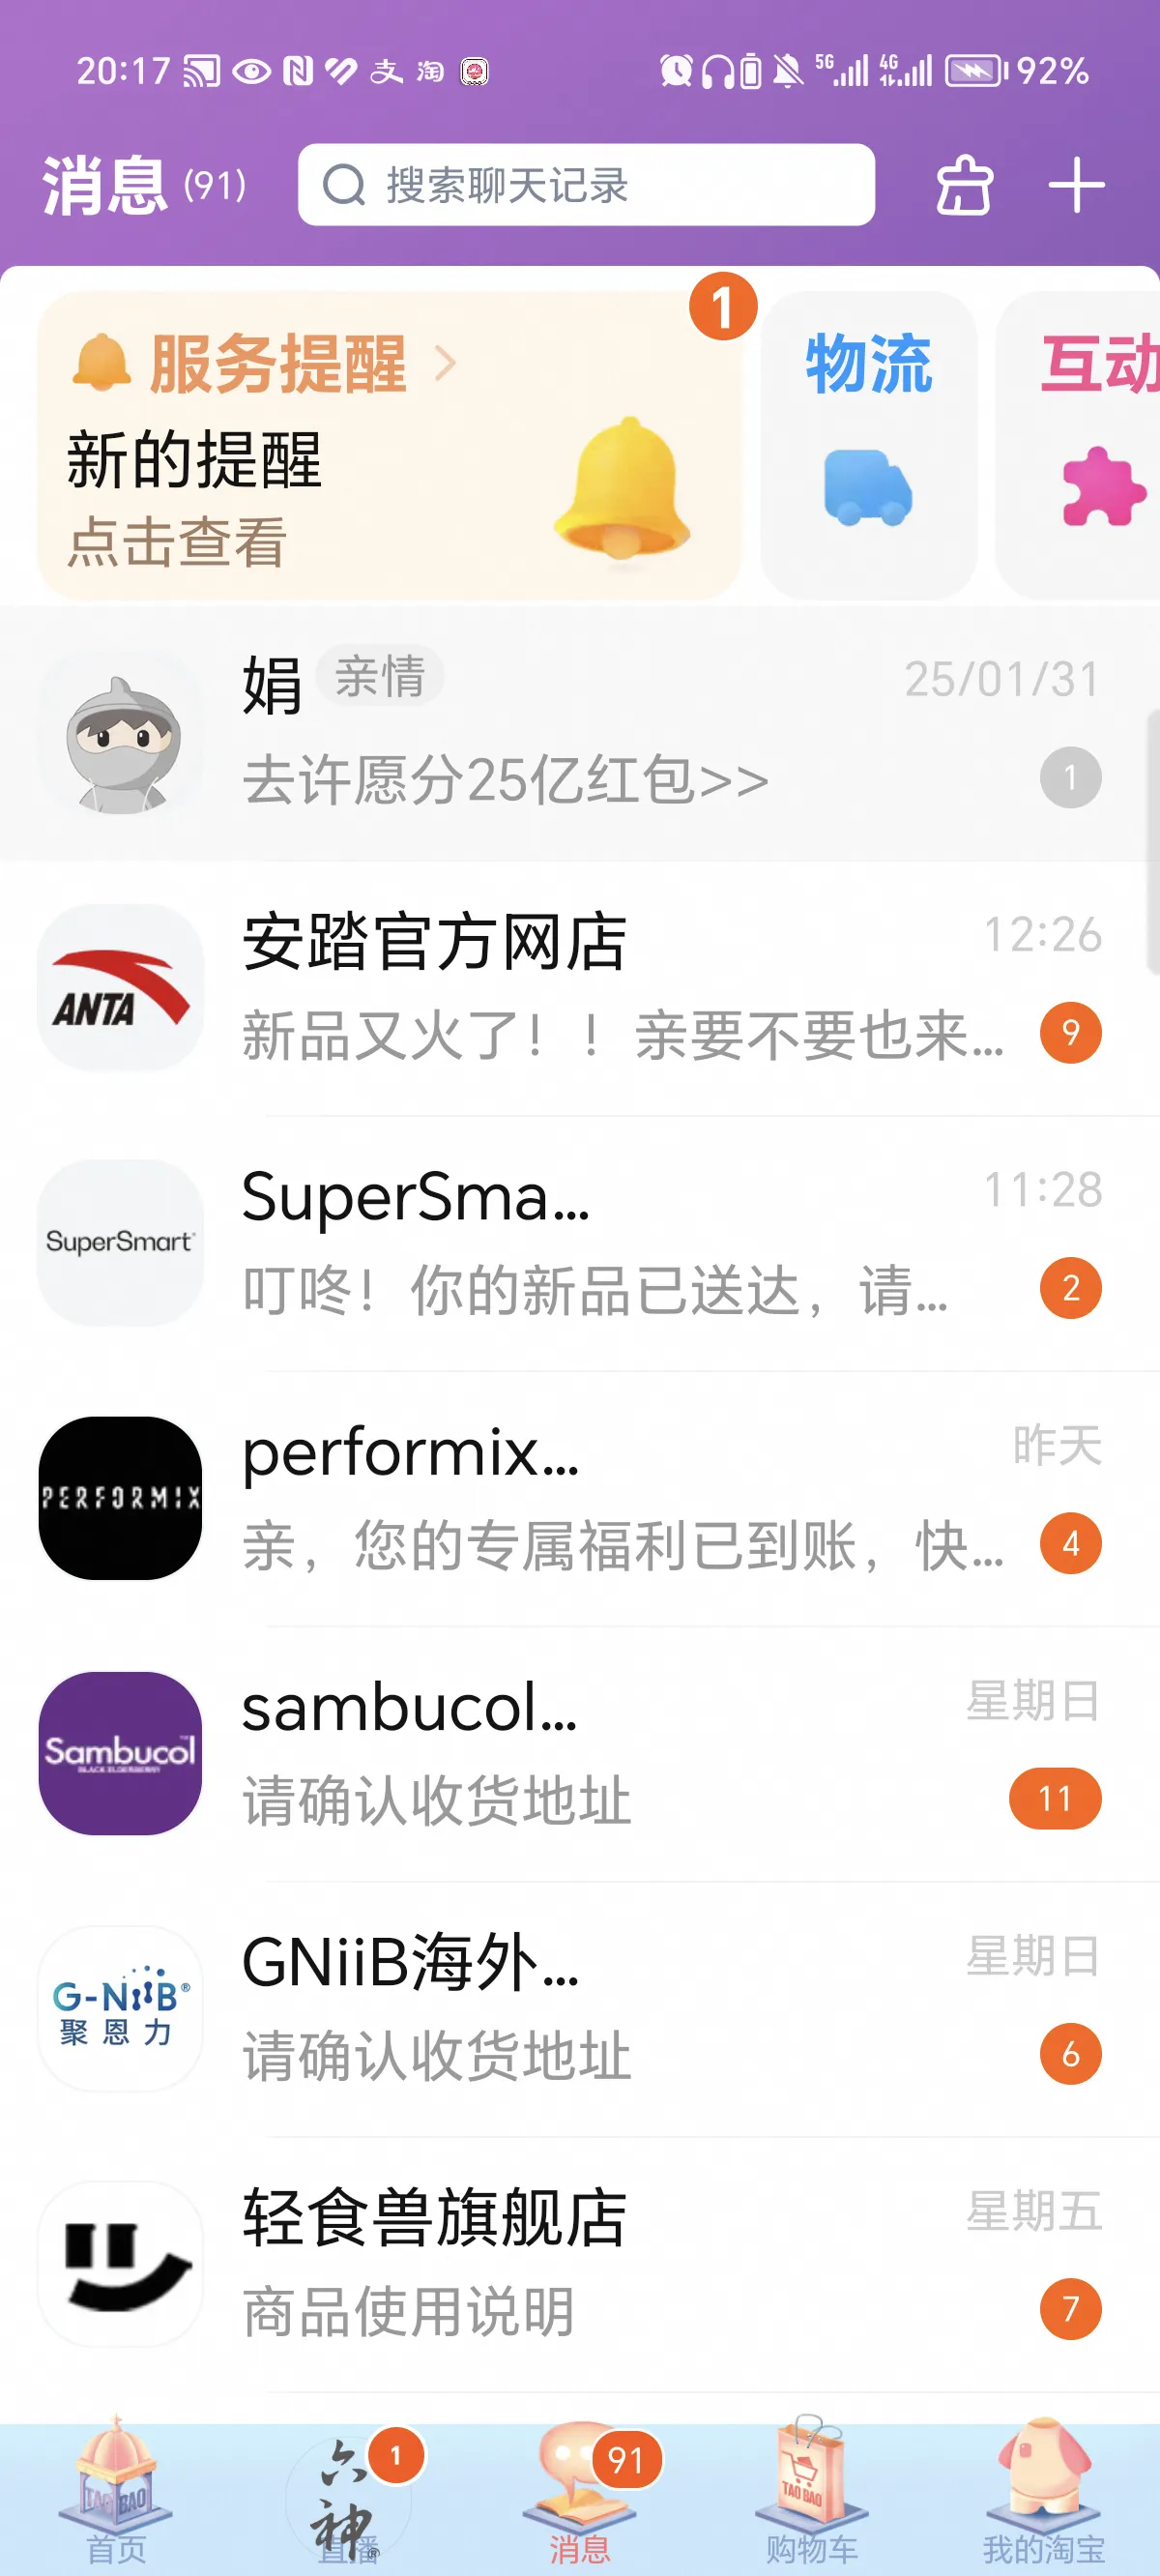 20:17 支 淘 5G 4G 92%
消息 (91) 搜索聊天记录
1
服务提醒
新的提醒
点击查看
物流
互动
娟 亲情 25/01/31
去许愿分25亿红包>> 1
ANTA
安踏官方网店 12:26
新品又火了！！亲要不要也来... 9
SuperSmart
SuperSma... 11:28
叮咚！你的新品已送达，请... 2
PERFORMIX
performix... 昨天
亲，您的专属福利已到账，快... 4
Sambucol
BLACK ELDERBERRY
sambucol... 星期日
请确认收货地址 11
G-NiiB®
聚恩力
GNiiB海外... 星期日
请确认收货地址 6
轻食兽旗舰店 星期五
商品使用说明 7
TAO BAO
首页
六神® 1
直播
91
消息
TAO BAO
购物车
我的淘宝